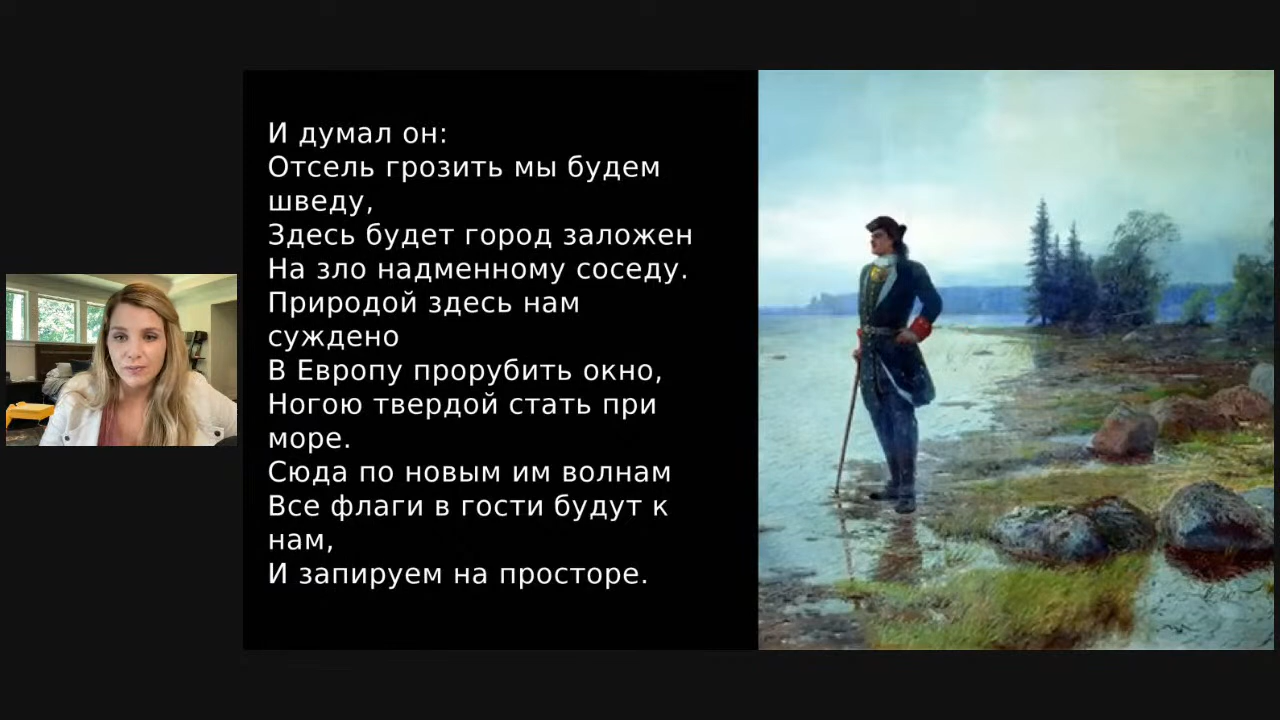 И думал он:
Отсель грозить мы будем
шведу,
Здесь будет город заложен
На зло надменному соседу.
Природой здесь нам
суждено
В Европу прорубить окно,
Ногою твердой стать при
море.
Сюда по новым им волнам
Все флаги в гости будут к
нам,
И запируем на просторе.